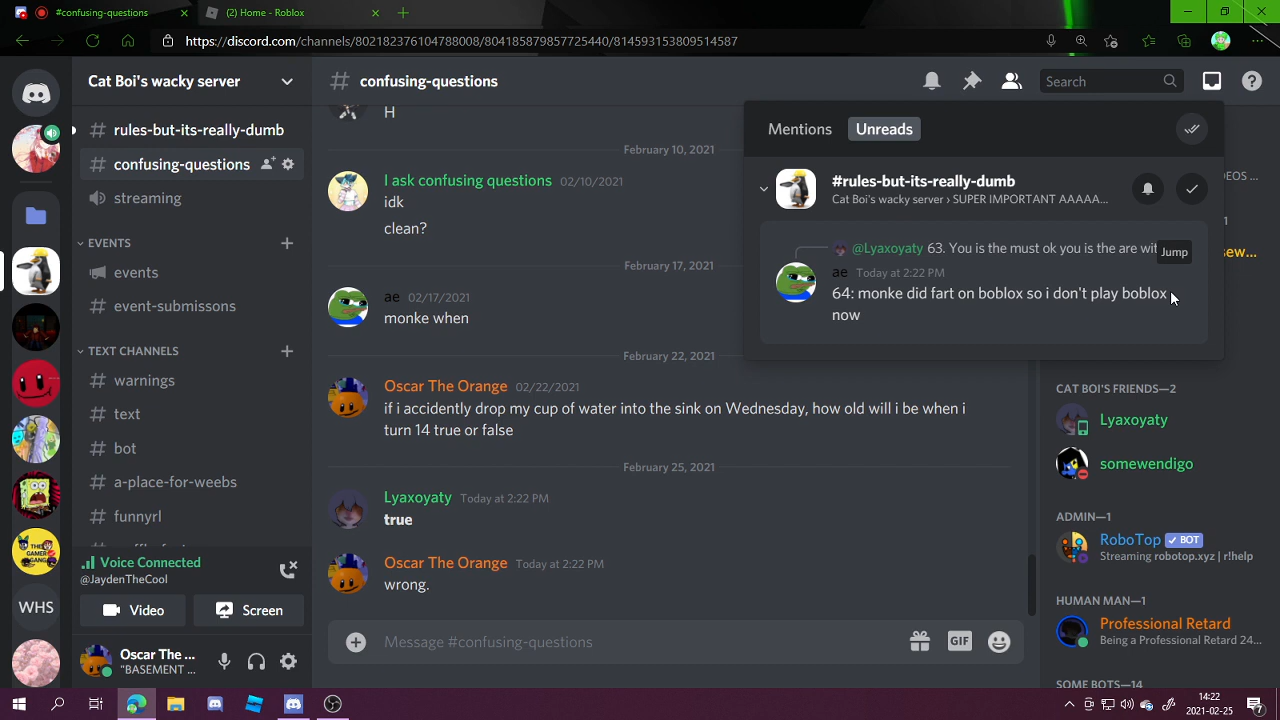 #confusing-questions
(2) Home - Roblox
https://discord.com/channels/802182376104788008/804185879857725440/814593153809514587
Cat Boi's wacky server
confusing-questions
Search
rules-but-its-really-dumb
confusing-questions
streaming
EVENTS
events
event-submissons
TEXT CHANNELS
warnings
text
bot
a-place-for-weebs
funnyrl
Voice Connected
@JaydenTheCool
Video
Screen
Oscar The ...
"BASEMENT ...
WHS
THE
GAMER
GANG
H
February 10, 2021
I ask confusing questions 02/10/2021
idk
clean?
February 17, 2021
ae 02/17/2021
monke when
February 22, 2021
Oscar The Orange 02/22/2021
if i accidently drop my cup of water into the sink on Wednesday, how old will i be when i
turn 14 true or false
February 25, 2021
Lyaxoyaty Today at 2:22 PM
true
Oscar The Orange Today at 2:22 PM
wrong.
Message #confusing-questions
GIF
Mentions
Unreads
#rules-but-its-really-dumb
Cat Boi's wacky server › SUPER IMPORTANT AAAAA...
@Lyaxoyaty 63. You is the must ok you is the are wit
Jump
ae Today at 2:22 PM
64: monke did fart on boblox so i don't play boblox
now
CAT BOI'S FRIENDS—2
Lyaxoyaty
somewendigo
ADMIN—1
RoboTop ✓ BOT
Streaming robotop.xyz | r!help
HUMAN MAN—1
Professional Retard
Being a Professional Retard 24...
SOME BOTS—14
14:22
2021-02-25
7